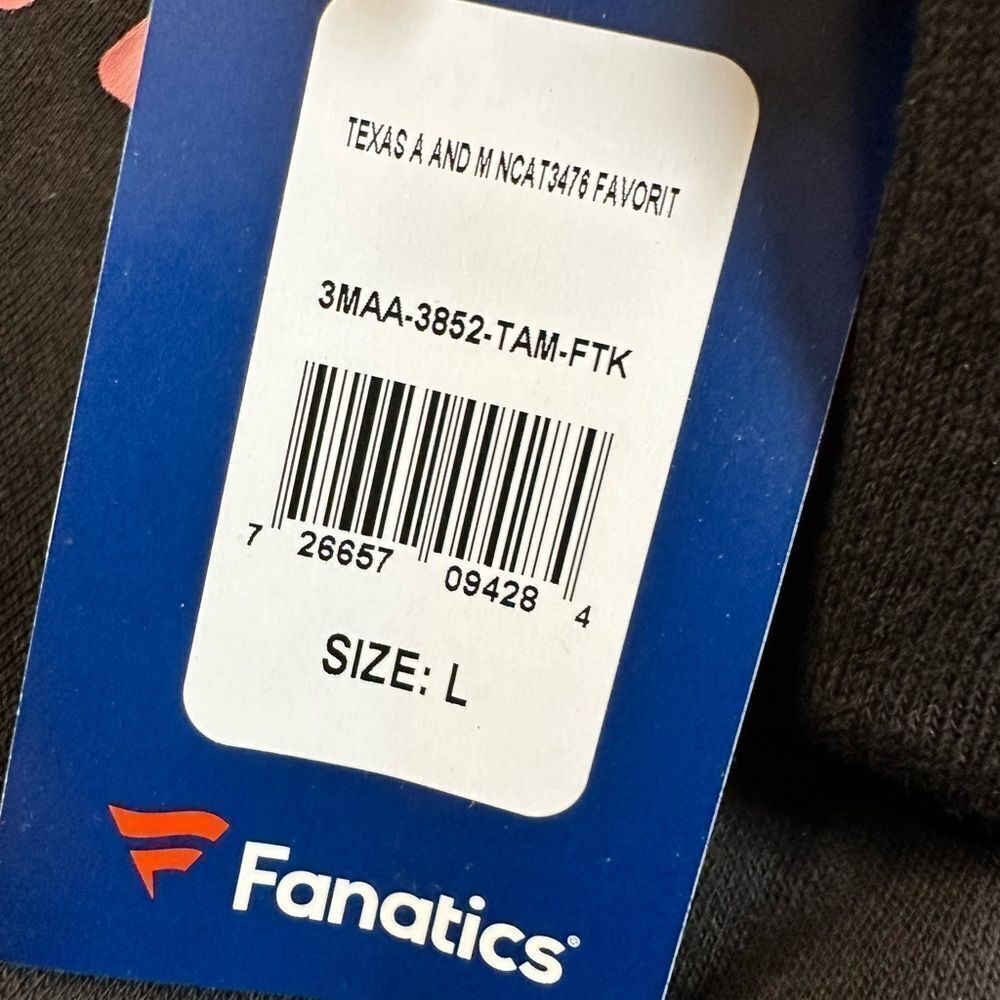 TEXAS A AND M NCAT3476 FAVORIT
3MAA-3852-TAM-FTK
7 26657 09428 4
SIZE: L
Fanatics®